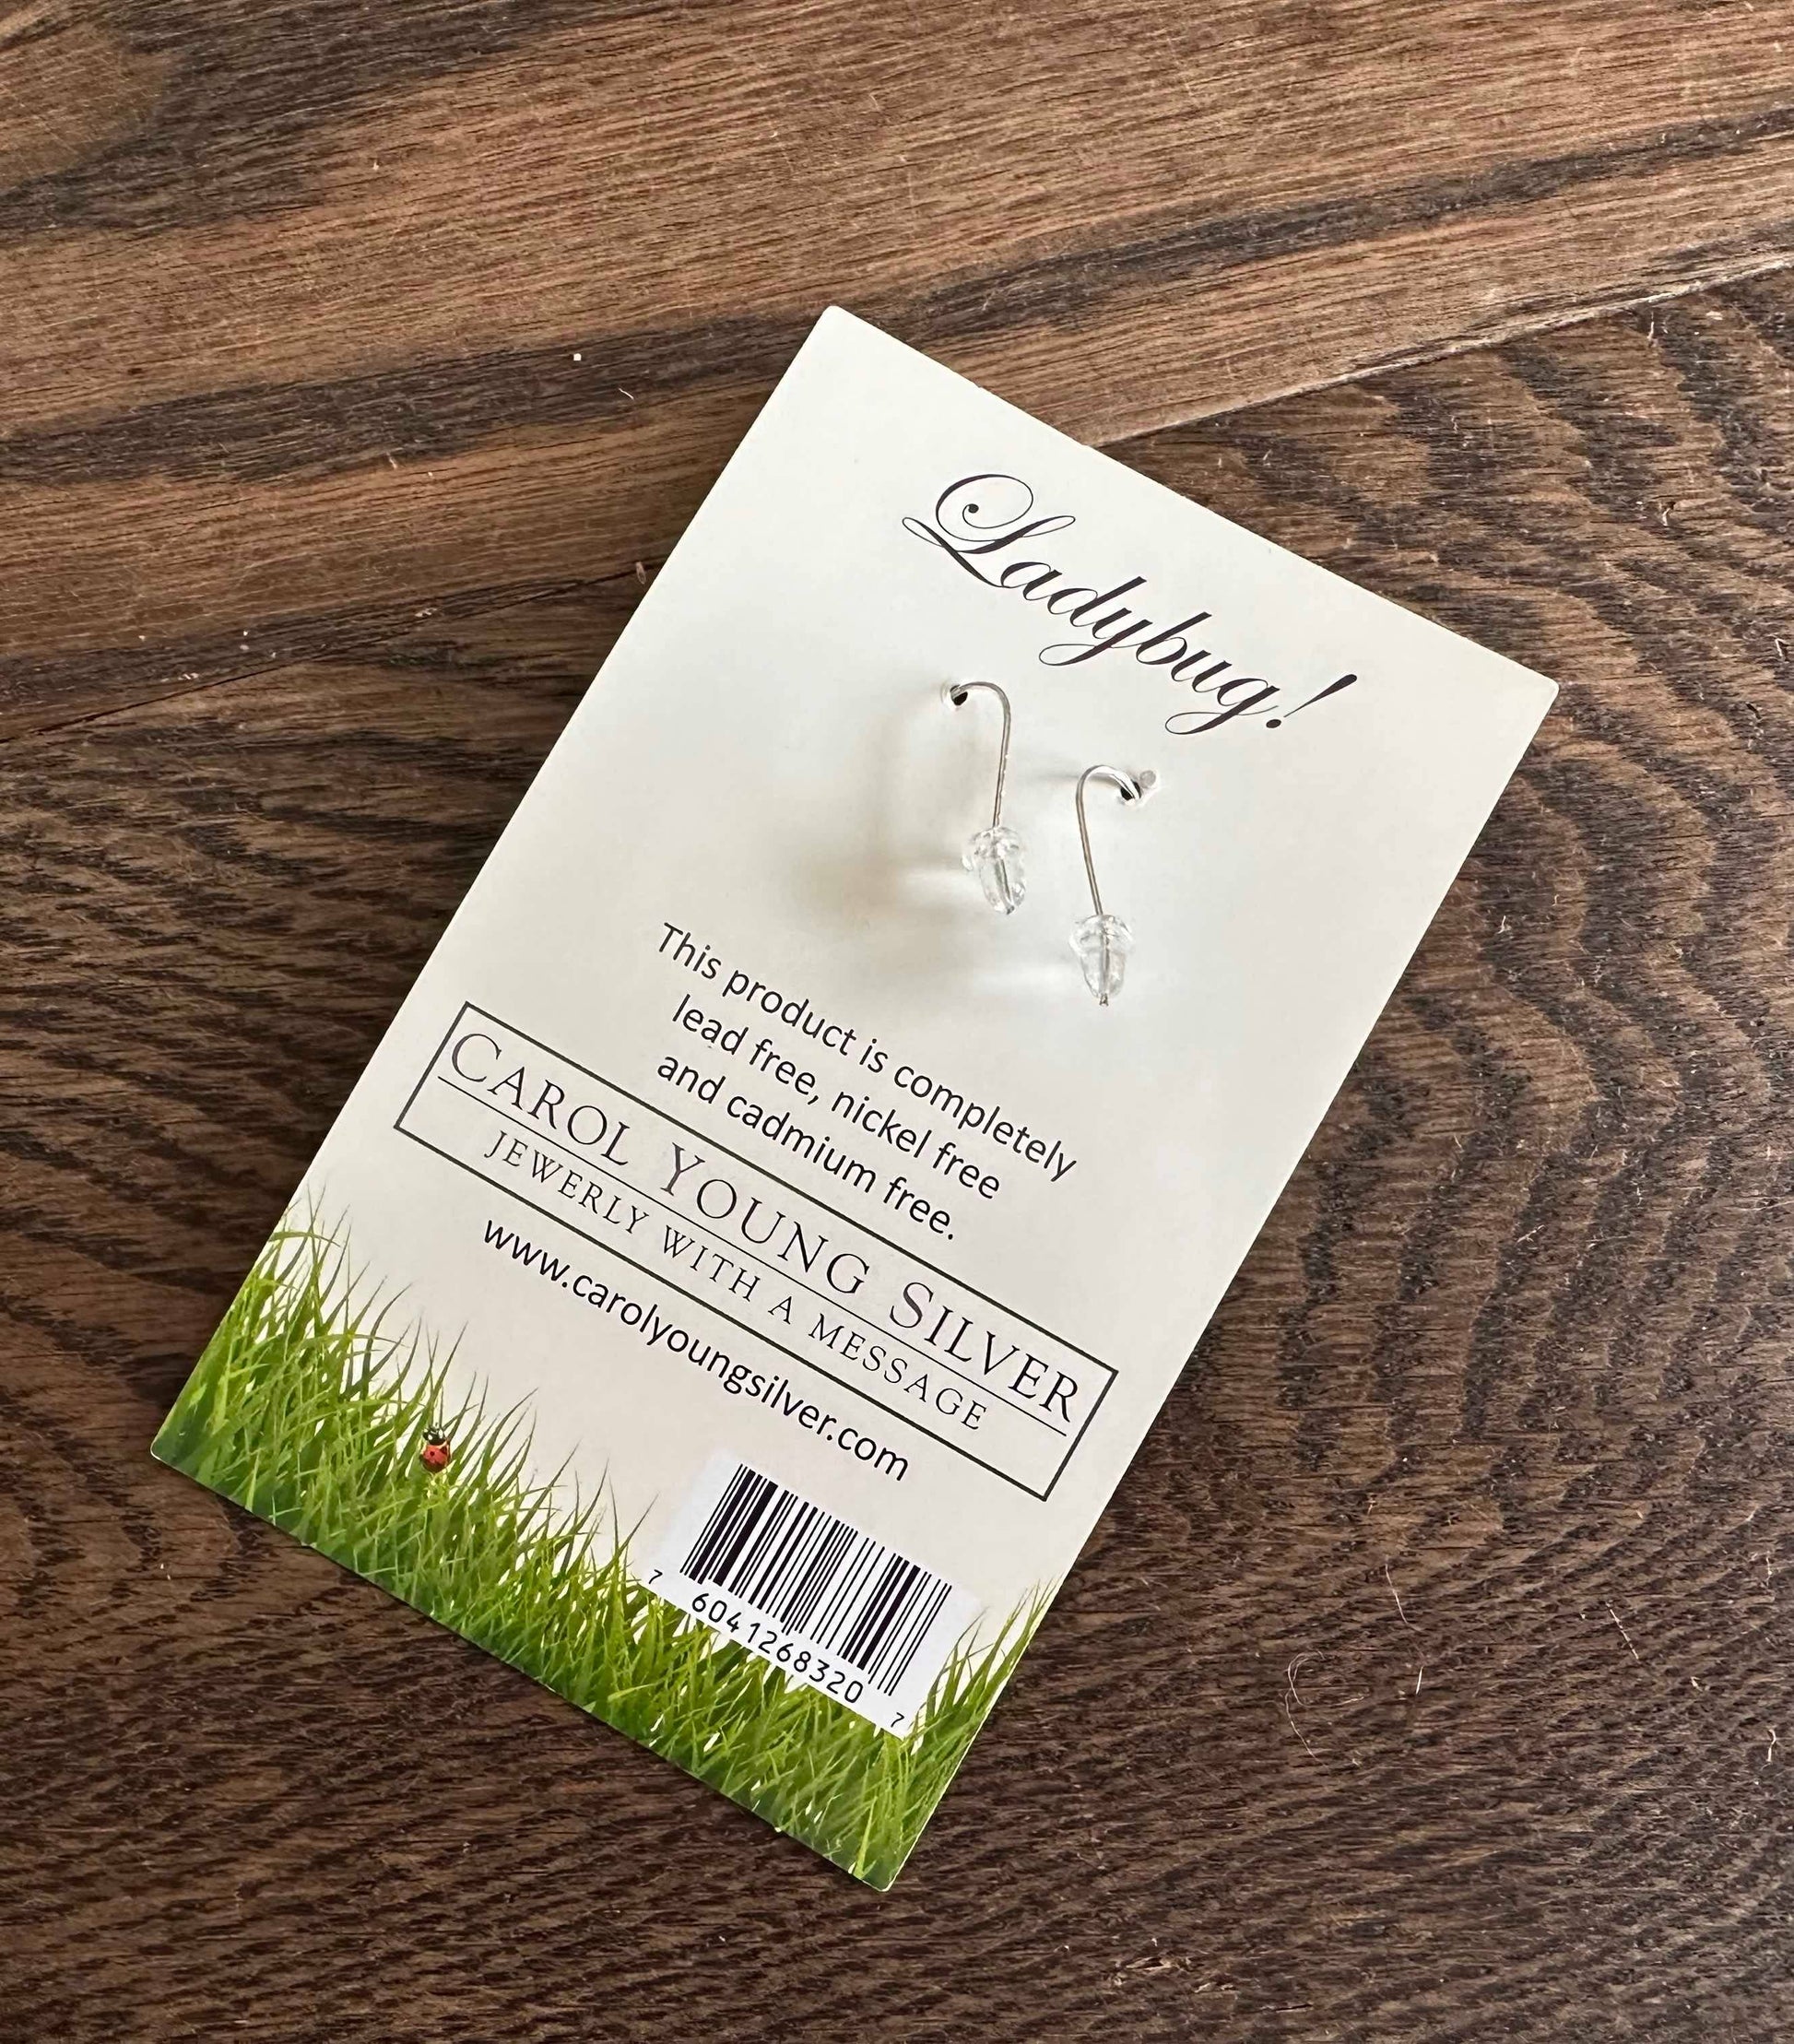 Ladybug!
This product is completely
lead free, nickel free
and cadmium free.
CAROL YOUNG SILVER
JEWERLY WITH A MESSAGE
www.carolyoungsilver.com
7 6041268320 7